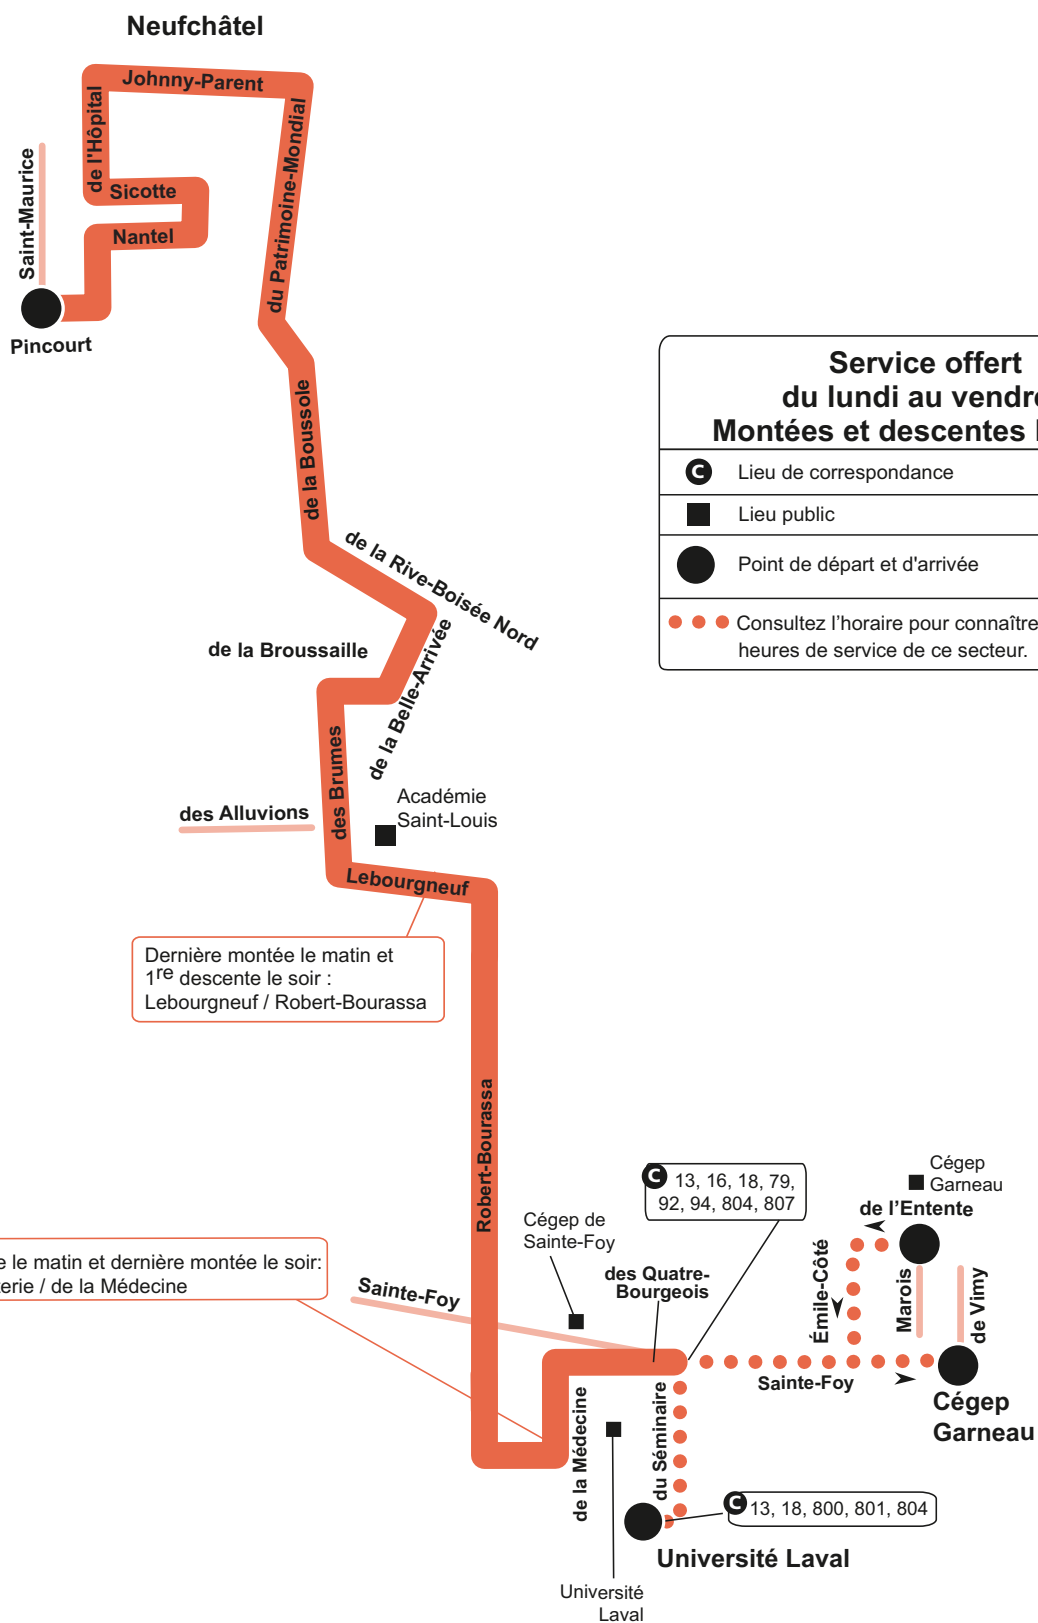 Neufchâtel
Johnny-Parent
de l'Hôpital
Saint-Maurice
Sicotte
Nantel
du Patrimoine-Mondial
Pincourt
Service offert
du lundi au
Montées et descentes
C Lieu de correspondance
Lieu public
Point de départ et d'arrivée
Consultez l'horaire pour connaître
heures de service de ce secteur.
de la Boussole
de la Rive-Boisée Nord
de la Broussaille
de la Belle-Arrivée
des Brumes
des Alluvions
Académie
Saint-Louis
Lebourgneuf
Dernière montée le matin et
1re descente le soir :
Lebourgneuf / Robert-Bourassa
Robert-Bourassa
C 13, 16, 18, 79,
92, 94, 804, 807
Cégep
Garneau
de l'Entente
Cégep de
Sainte-Foy
des Quatre-
Bourgeois
Émile-Côté
Marois
de Vimy
le matin et dernière montée le soir:
/ de la Médecine
Sainte-Foy
Sainte-Foy
Cégep
Garneau
de la Médecine
du Séminaire
C 13, 18, 800, 801, 804
Université Laval
Université
Laval